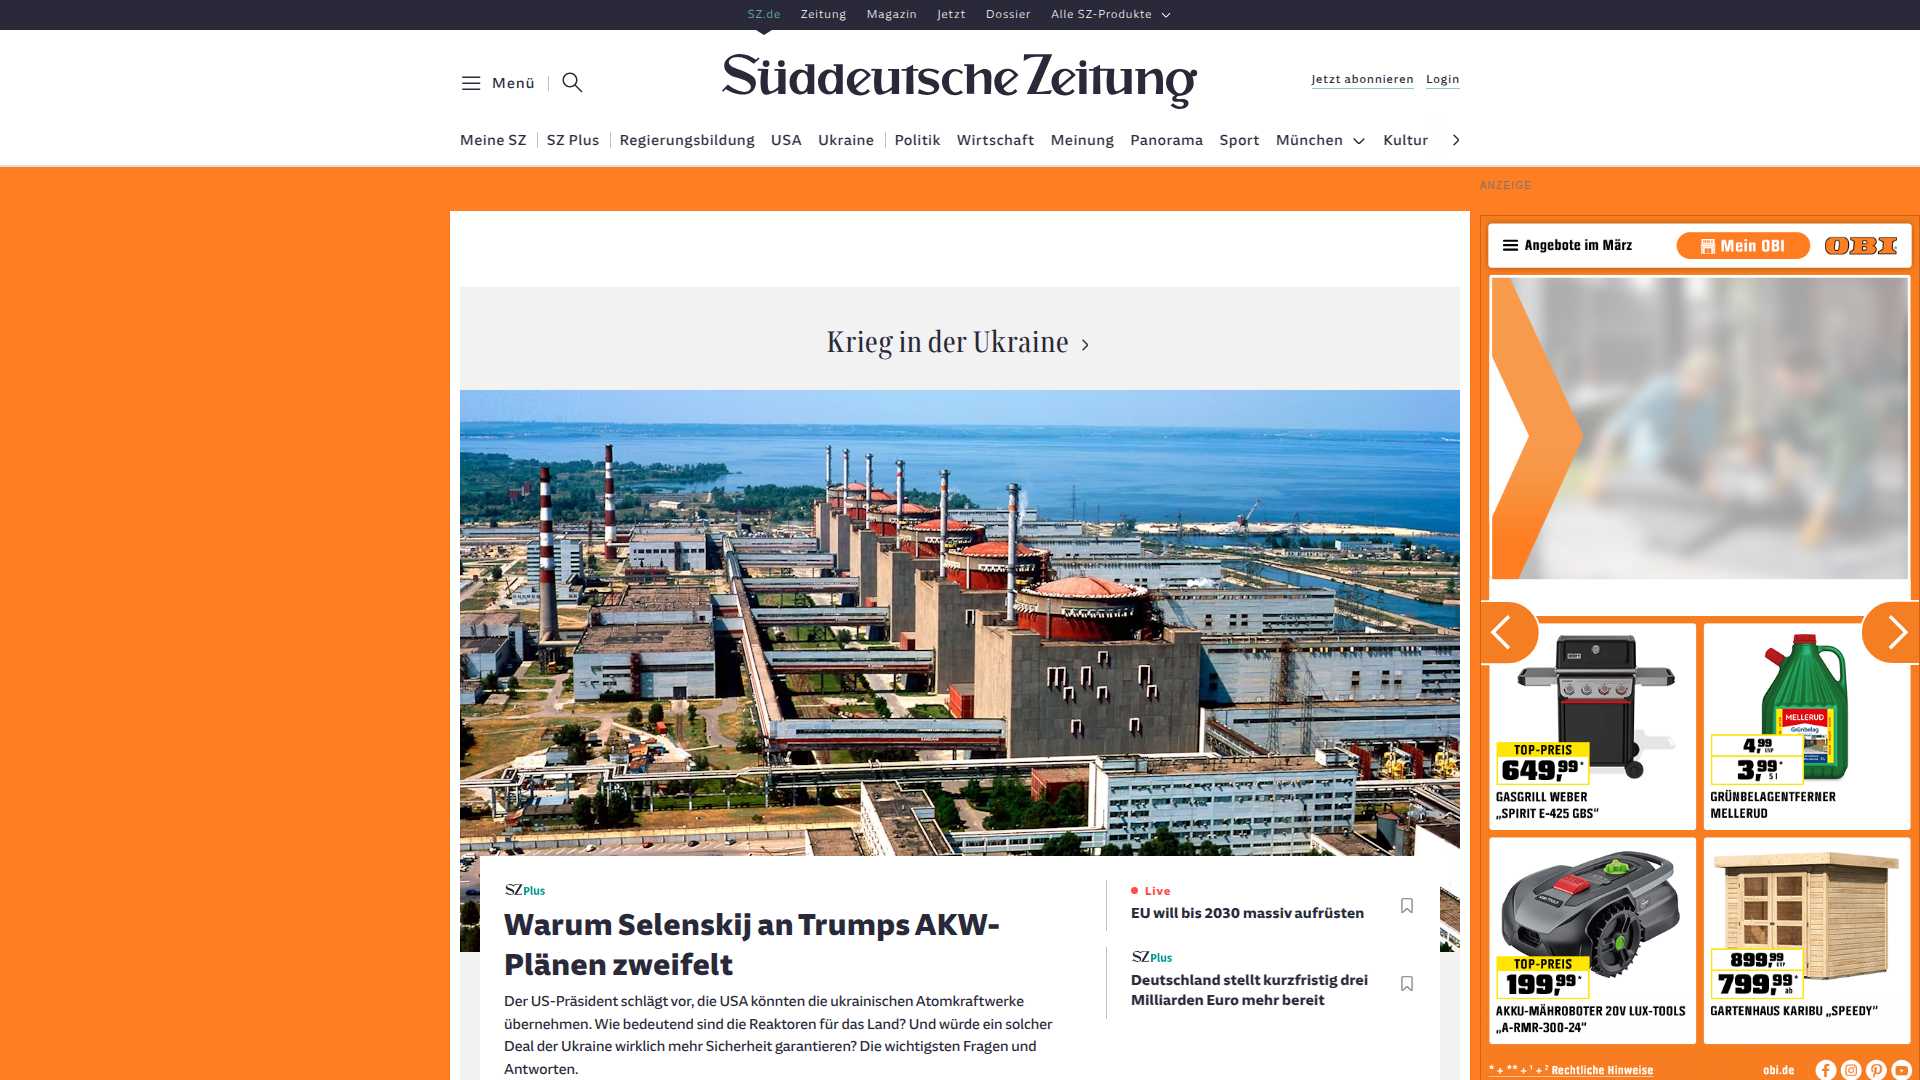 SZ.de Zeitung Magazin Jetzt Dossier Alle SZ-Produkte
Menü
Süddeutsche Zeitung
Jetzt abonnieren Login
Meine SZ SZ Plus Regierungsbildung USA Ukraine Politik Wirtschaft Meinung Panorama Sport München Kultur
ANZEIGE
Angebote im März
Mein OBI
OBI
Krieg in der Ukraine
SZ Plus
Warum Selenskij an Trumps AKW-
Plänen zweifelt
Der US-Präsident schlägt vor, die USA könnten die ukrainischen Atomkraftwerke
übernehmen. Wie bedeutend sind die Reaktoren für das Land? Und würde ein solcher
Deal der Ukraine wirklich mehr Sicherheit garantieren? Die wichtigsten Fragen und
Antworten.
Live
EU will bis 2030 massiv aufrüsten
SZ Plus
Deutschland stellt kurzfristig drei
Milliarden Euro mehr bereit
TOP-PREIS
649,99*
GASGRILL WEBER
„SPIRIT E-425 GBS“
MELLERUD
Grünbelag
4,99
3,99*
5 l
GRÜNBELAGENTFERNER
MELLERUD
TOP-PREIS
199,99*
AKKU-MÄHROBOTER 20V LUX-TOOLS
„A-RMR-300-24“
899,99
799,99*
ab
GARTENHAUS KARIBU „SPEEDY“
* + ** + ¹ + ² Rechtliche Hinweise
obi.de